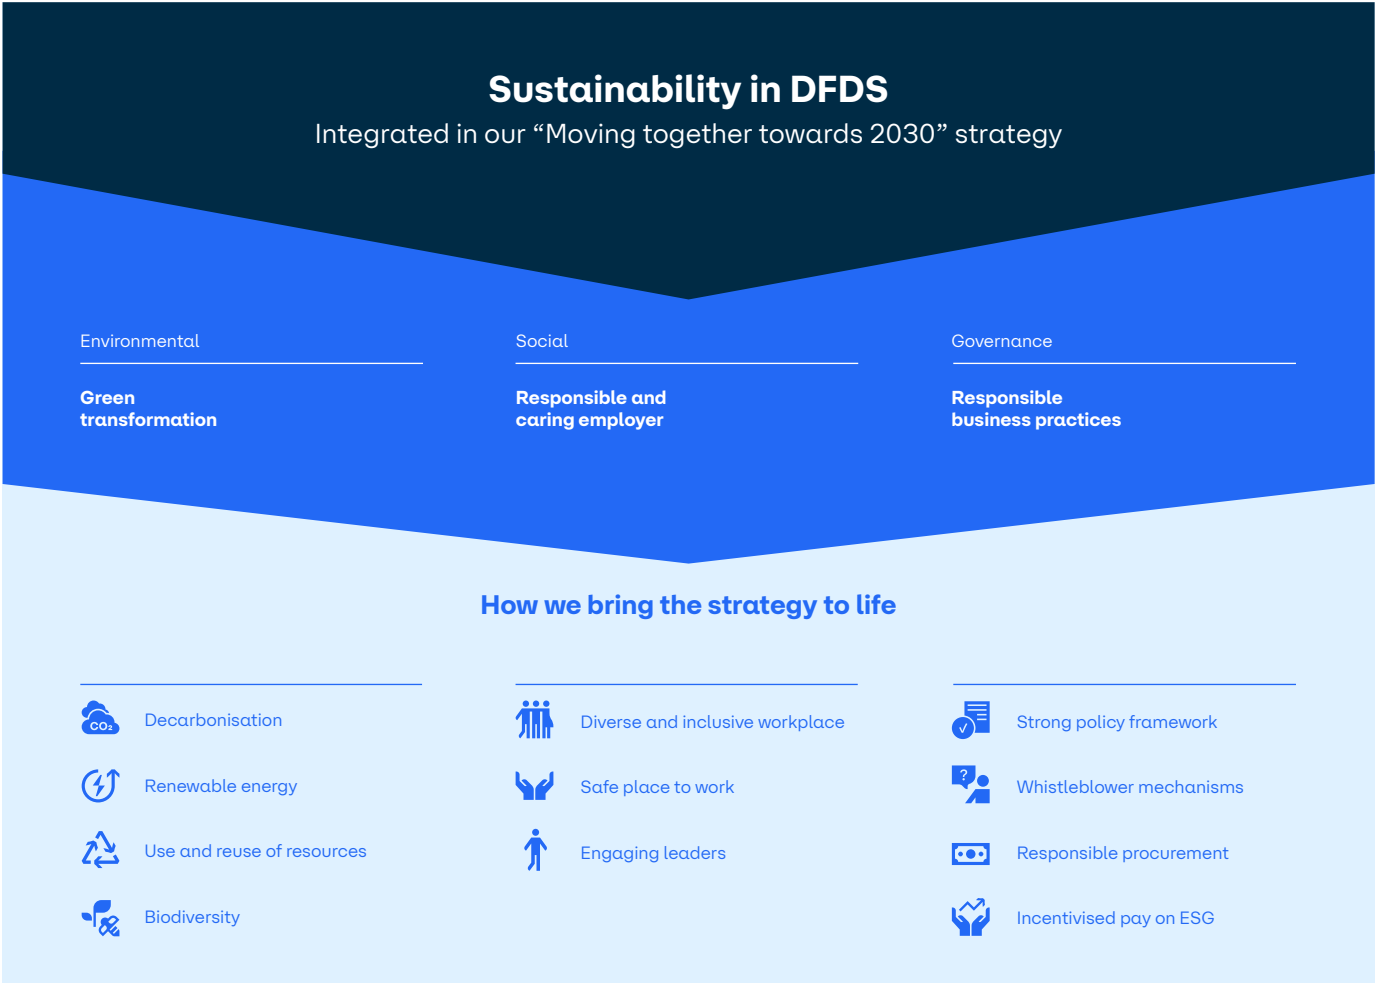 Sustainability in DFDS
Integrated in our “Moving together towards 2030” strategy
Environmental
Green
transformation
Social
Responsible and
caring employer
Governance
Responsible
business practices
How we bring the strategy to life
CO₂
Decarbonisation
Renewable energy
Use and reuse of resources
Biodiversity
Diverse and inclusive workplace
Safe place to work
Engaging leaders
Strong policy framework
?
Whistleblower mechanisms
Responsible procurement
Incentivised pay on ESG